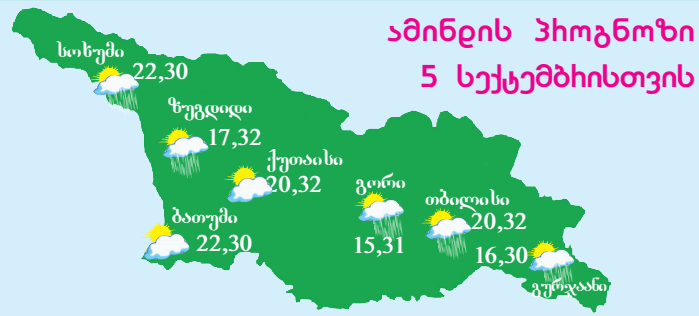 ამინდის პროგნოზი
5 სექტემბრისთვის
სოხუმი
22,30
ზუგდიდი
17,32
ქუთაისი
20,32
გორი
15,31
თბილისი
20,32
ბათუმი
22,30
16,30
გურჯაანი